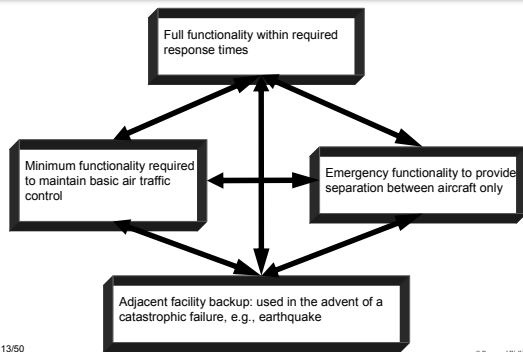 Full functionality within required
response times
Minimum functionality required
to maintain basic air traffic
control
Emergency functionality to provide
separation between aircraft only
Adjacent facility backup: used in the advent of a
catastrophic failure, e.g., earthquake
13/50